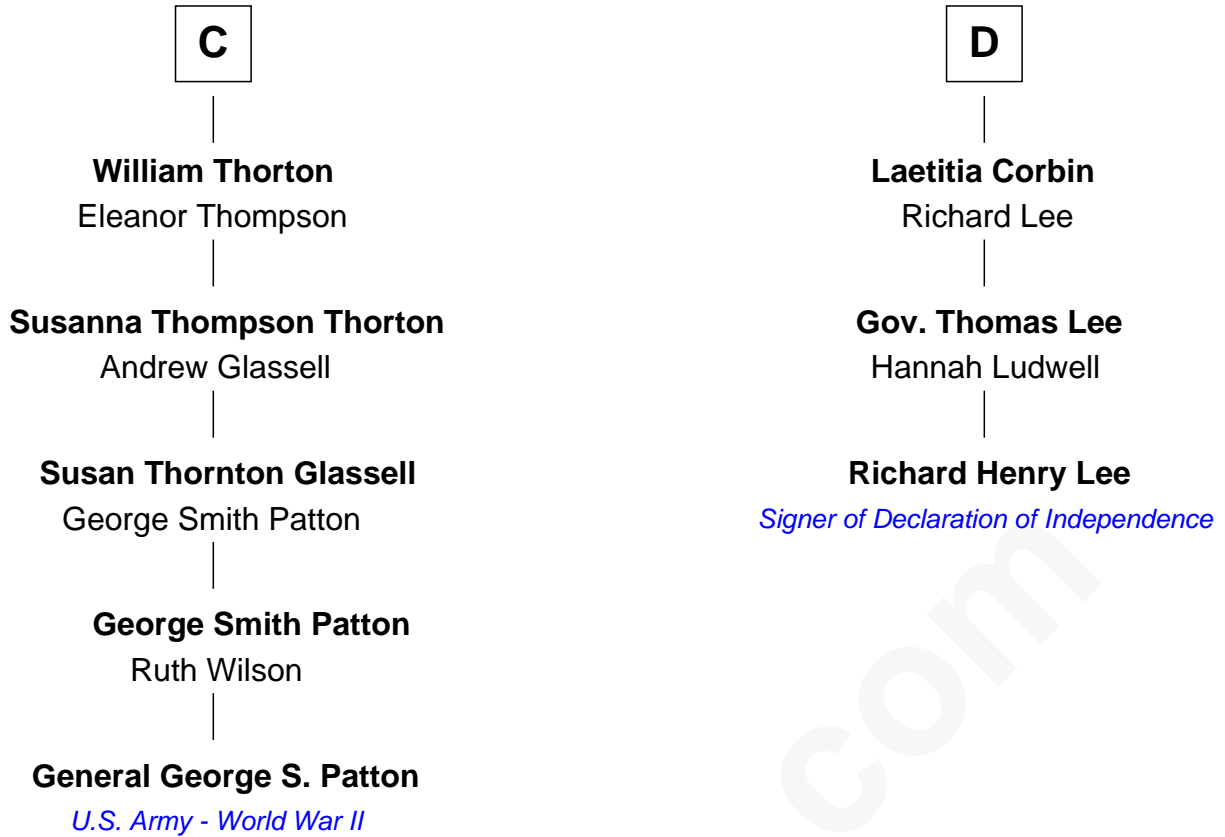 C
William Thorton
Eleanor Thompson
Susanna Thompson Thorton
Andrew Glassell
Susan Thornton Glassell
George Smith Patton
George Smith Patton
Ruth Wilson
General George S. Patton
U.S. Army - World War II
D
Laetitia Corbin
Richard Lee
Gov. Thomas Lee
Hannah Ludwell
Richard Henry Lee
Signer of Declaration of Independence
com